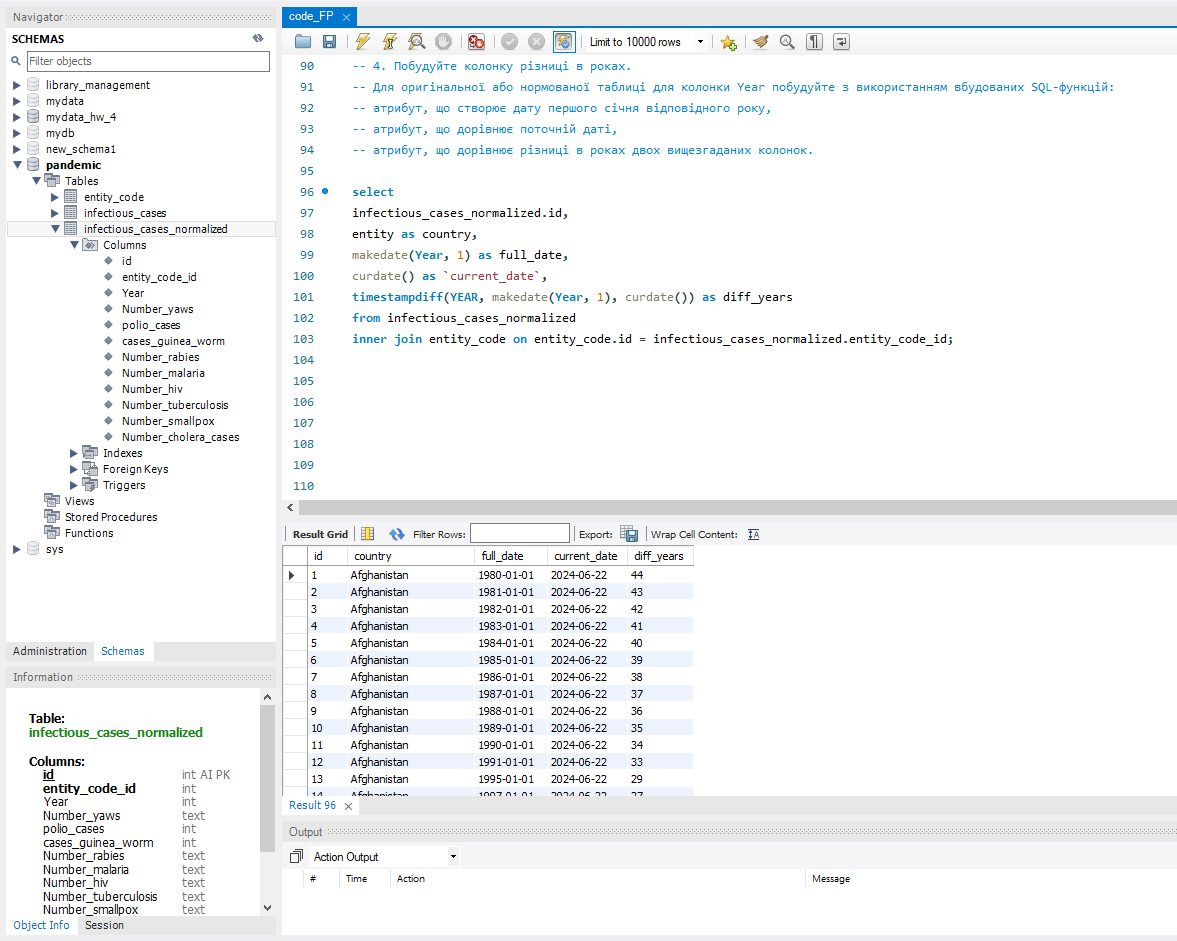 Navigator
SCHEMAS
Filter objects
library_management
mydata
mydata_hw_4
mydb
new_schema1
pandemic
Tables
entity_code
infectious_cases
infectious_cases_normalized
Columns
id
entity_code_id
Year
Number_yaws
polio_cases
cases_guinea_worm
Number_rabies
Number_malaria
Number_hiv
Number_tuberculosis
Number_smallpox
Number_cholera_cases
Indexes
Foreign Keys
Triggers
Views
Stored Procedures
Functions
sys
Administration Schemas
Information
Table:
infectious_cases_normalized
Columns:
id int AI PK
entity_code_id int
Year int
Number_yaws text
polio_cases int
cases_guinea_worm int
Number_rabies text
Number_malaria text
Number_hiv text
Number_tuberculosis text
Number_smallpox text
Object Info Session
code_FP
Limit to 10000 rows
90 -- 4. Побудуйте колонку різниці в роках.
91 -- Для оригінальної або нормованої таблиці для колонки Year побудуйте з використанням вбудованих SQL-функцій:
92 -- атрибут, що створює дату першого січня відповідного року,
93 -- атрибут, що дорівнює поточній даті,
94 -- атрибут, що дорівнює різниці в роках двох вищезгаданих колонок.
95
96 select
97 infectious_cases_normalized.id,
98 entity as country,
99 makedate(Year, 1) as full_date,
100 curdate() as `current_date`,
101 timestampdiff(YEAR, makedate(Year, 1), curdate()) as diff_years
102 from infectious_cases_normalized
103 inner join entity_code on entity_code.id = infectious_cases_normalized.entity_code_id;
104
105
106
107
108
109
110
Result Grid Filter Rows: Export: Wrap Cell Content:
id country full_date current_date diff_years
1 Afghanistan 1980-01-01 2024-06-22 44
2 Afghanistan 1981-01-01 2024-06-22 43
3 Afghanistan 1982-01-01 2024-06-22 42
4 Afghanistan 1983-01-01 2024-06-22 41
5 Afghanistan 1984-01-01 2024-06-22 40
6 Afghanistan 1985-01-01 2024-06-22 39
7 Afghanistan 1986-01-01 2024-06-22 38
8 Afghanistan 1987-01-01 2024-06-22 37
9 Afghanistan 1988-01-01 2024-06-22 36
10 Afghanistan 1989-01-01 2024-06-22 35
11 Afghanistan 1990-01-01 2024-06-22 34
12 Afghanistan 1991-01-01 2024-06-22 33
13 Afghanistan 1995-01-01 2024-06-22 29
14 Afghanistan 1997-01-01 2024-06-22 27
Result 96
Output
Action Output
# Time Action Message